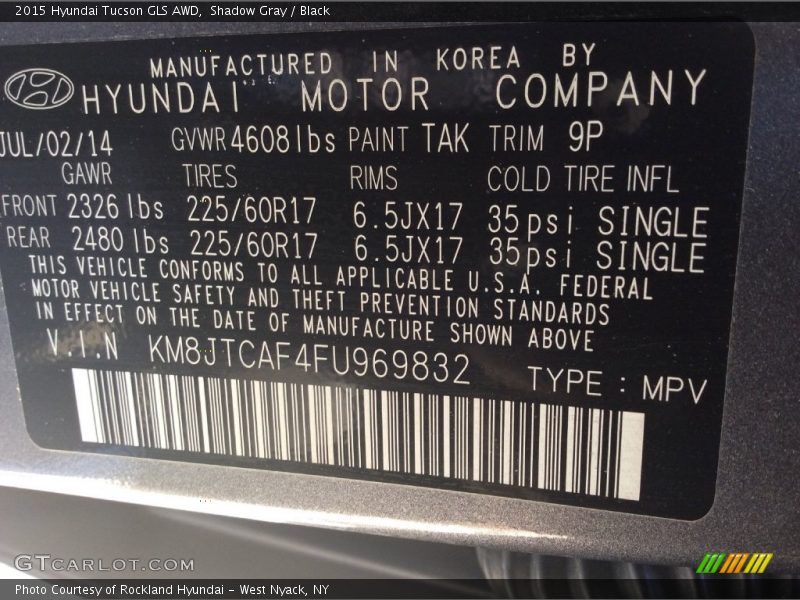 2015 Hyundai Tucson GLS AWD, Shadow Gray / Black
MANUFACTURED IN KOREA BY
HYUNDAI MOTOR COMPANY
JUL/02/14 GVWR 4608lbs PAINT TAK TRIM 9P
GAWR TIRES RIMS COLD TIRE INFL
FRONT 2326 lbs 225/60R17 6.5JX17 35psi SINGLE
REAR 2480 lbs 225/60R17 6.5JX17 35psi SINGLE
THIS VEHICLE CONFORMS TO ALL APPLICABLE U.S.A. FEDERAL
MOTOR VEHICLE SAFETY AND THEFT PREVENTION STANDARDS
IN EFFECT ON THE DATE OF MANUFACTURE SHOWN ABOVE
V.I.N KM8JTCAF4FU969832 TYPE : MPV
GTCARLOT.COM
Photo Courtesy of Rockland Hyundai - West Nyack, NY